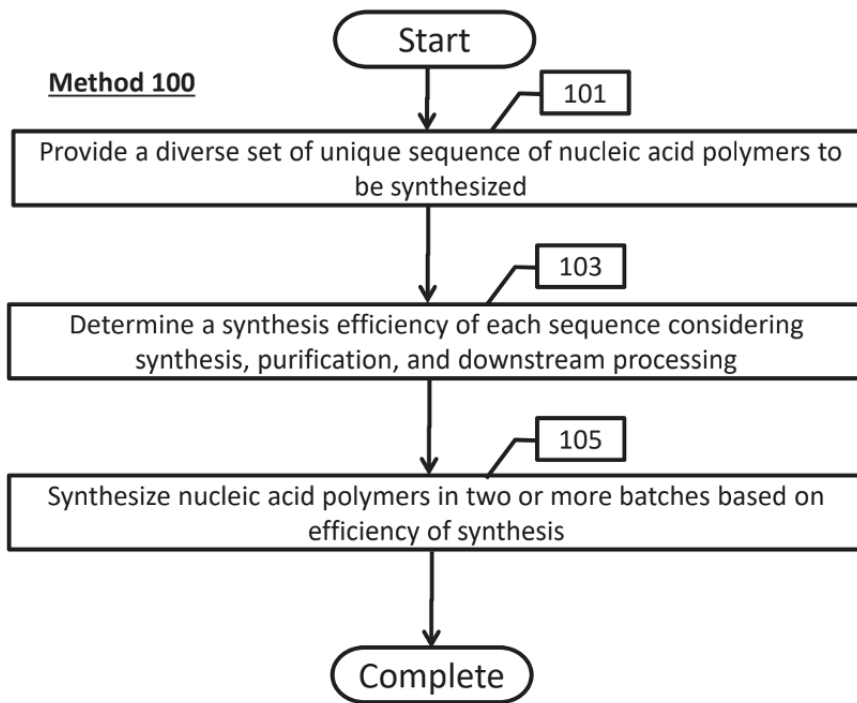 Start
Method 100
101
Provide a diverse set of unique sequence of nucleic acid polymers to
be synthesized
103
Determine a synthesis efficiency of each sequence considering
synthesis, purification, and downstream processing
105
Synthesize nucleic acid polymers in two or more batches based on
efficiency of synthesis
Complete